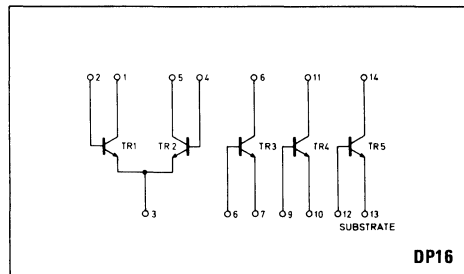 2 1 5 4 6 11 14
TR1 TR2 TR3 TR4 TR5
3 6 7 9 10 12 13
SUBSTRATE
DP16